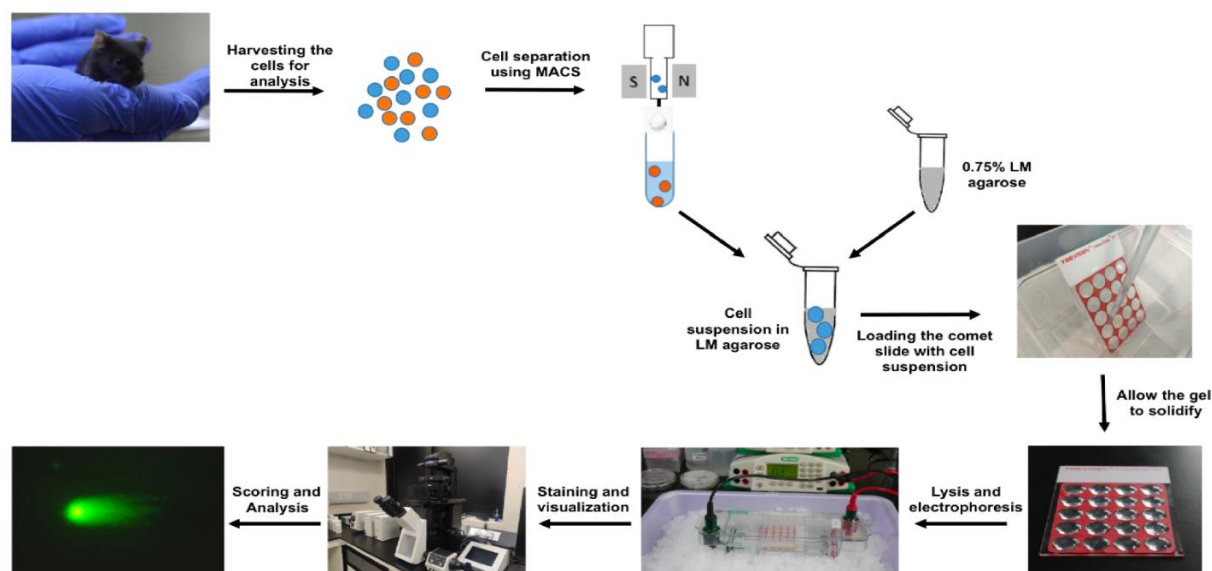 Harvesting the
cells for
analysis
Cell separation
using MACS
S
N
0.75% LM
agarose
Cell
suspension in
LM agarose
Loading the comet
slide with cell
suspension
Allow the gel
to solidify
Lysis and
electrophoresis
Staining and
visualization
Scoring and
Analysis